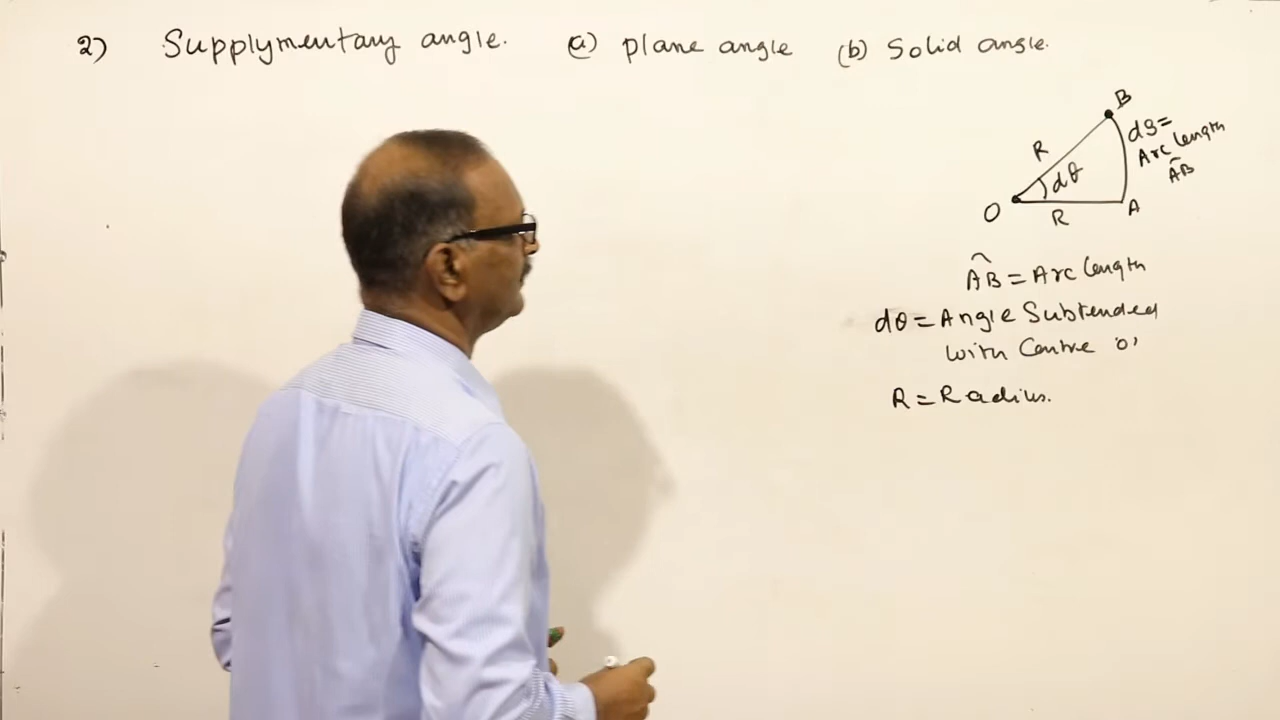 2) Supplymentary angle. (a) plane angle (b) Solid angle.
B
R
dθ
dS =
Arc length
AB
O
R
A
AB = Arc length
dθ = Angle Subtended
with Centre 'o'
R = Radius.